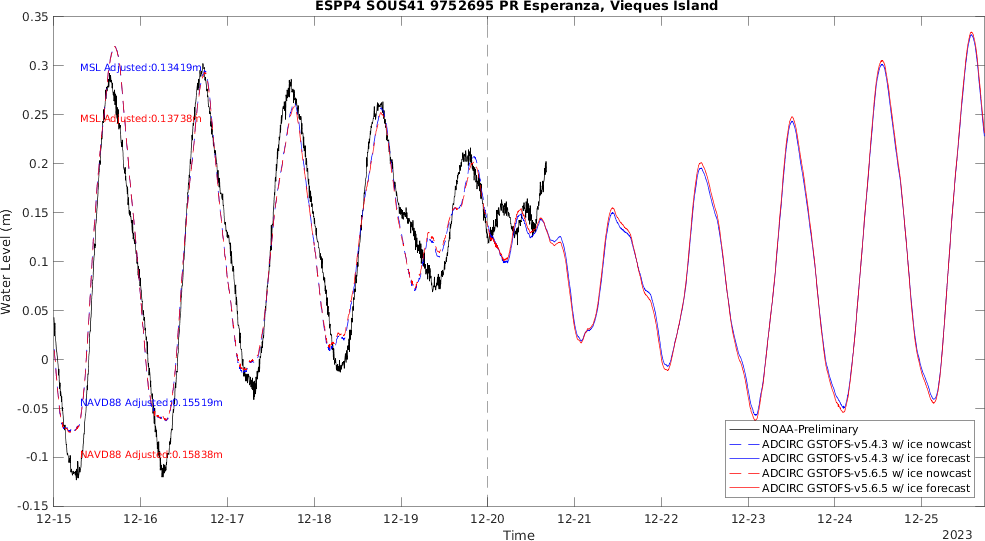 ESPP4 SOUS41 9752695 PR Esperanza, Vieques Island
0.35
0.3
0.25
0.2
0.15
0.1
0.05
0
-0.05
-0.1
-0.15
Water Level (m)
MSL Adjusted:0.13419m
MSL Adjusted:0.13738m
NAVD88 Adjusted:0.15519m
NAVD88 Adjusted:0.15838m
NOAA-Preliminary
ADCIRC GSTOFS-v5.4.3 w/ ice nowcast
ADCIRC GSTOFS-v5.4.3 w/ ice forecast
ADCIRC GSTOFS-v5.6.5 w/ ice nowcast
ADCIRC GSTOFS-v5.6.5 w/ ice forecast
12-15 12-16 12-17 12-18 12-19 12-20 12-21 12-22 12-23 12-24 12-25
Time
2023